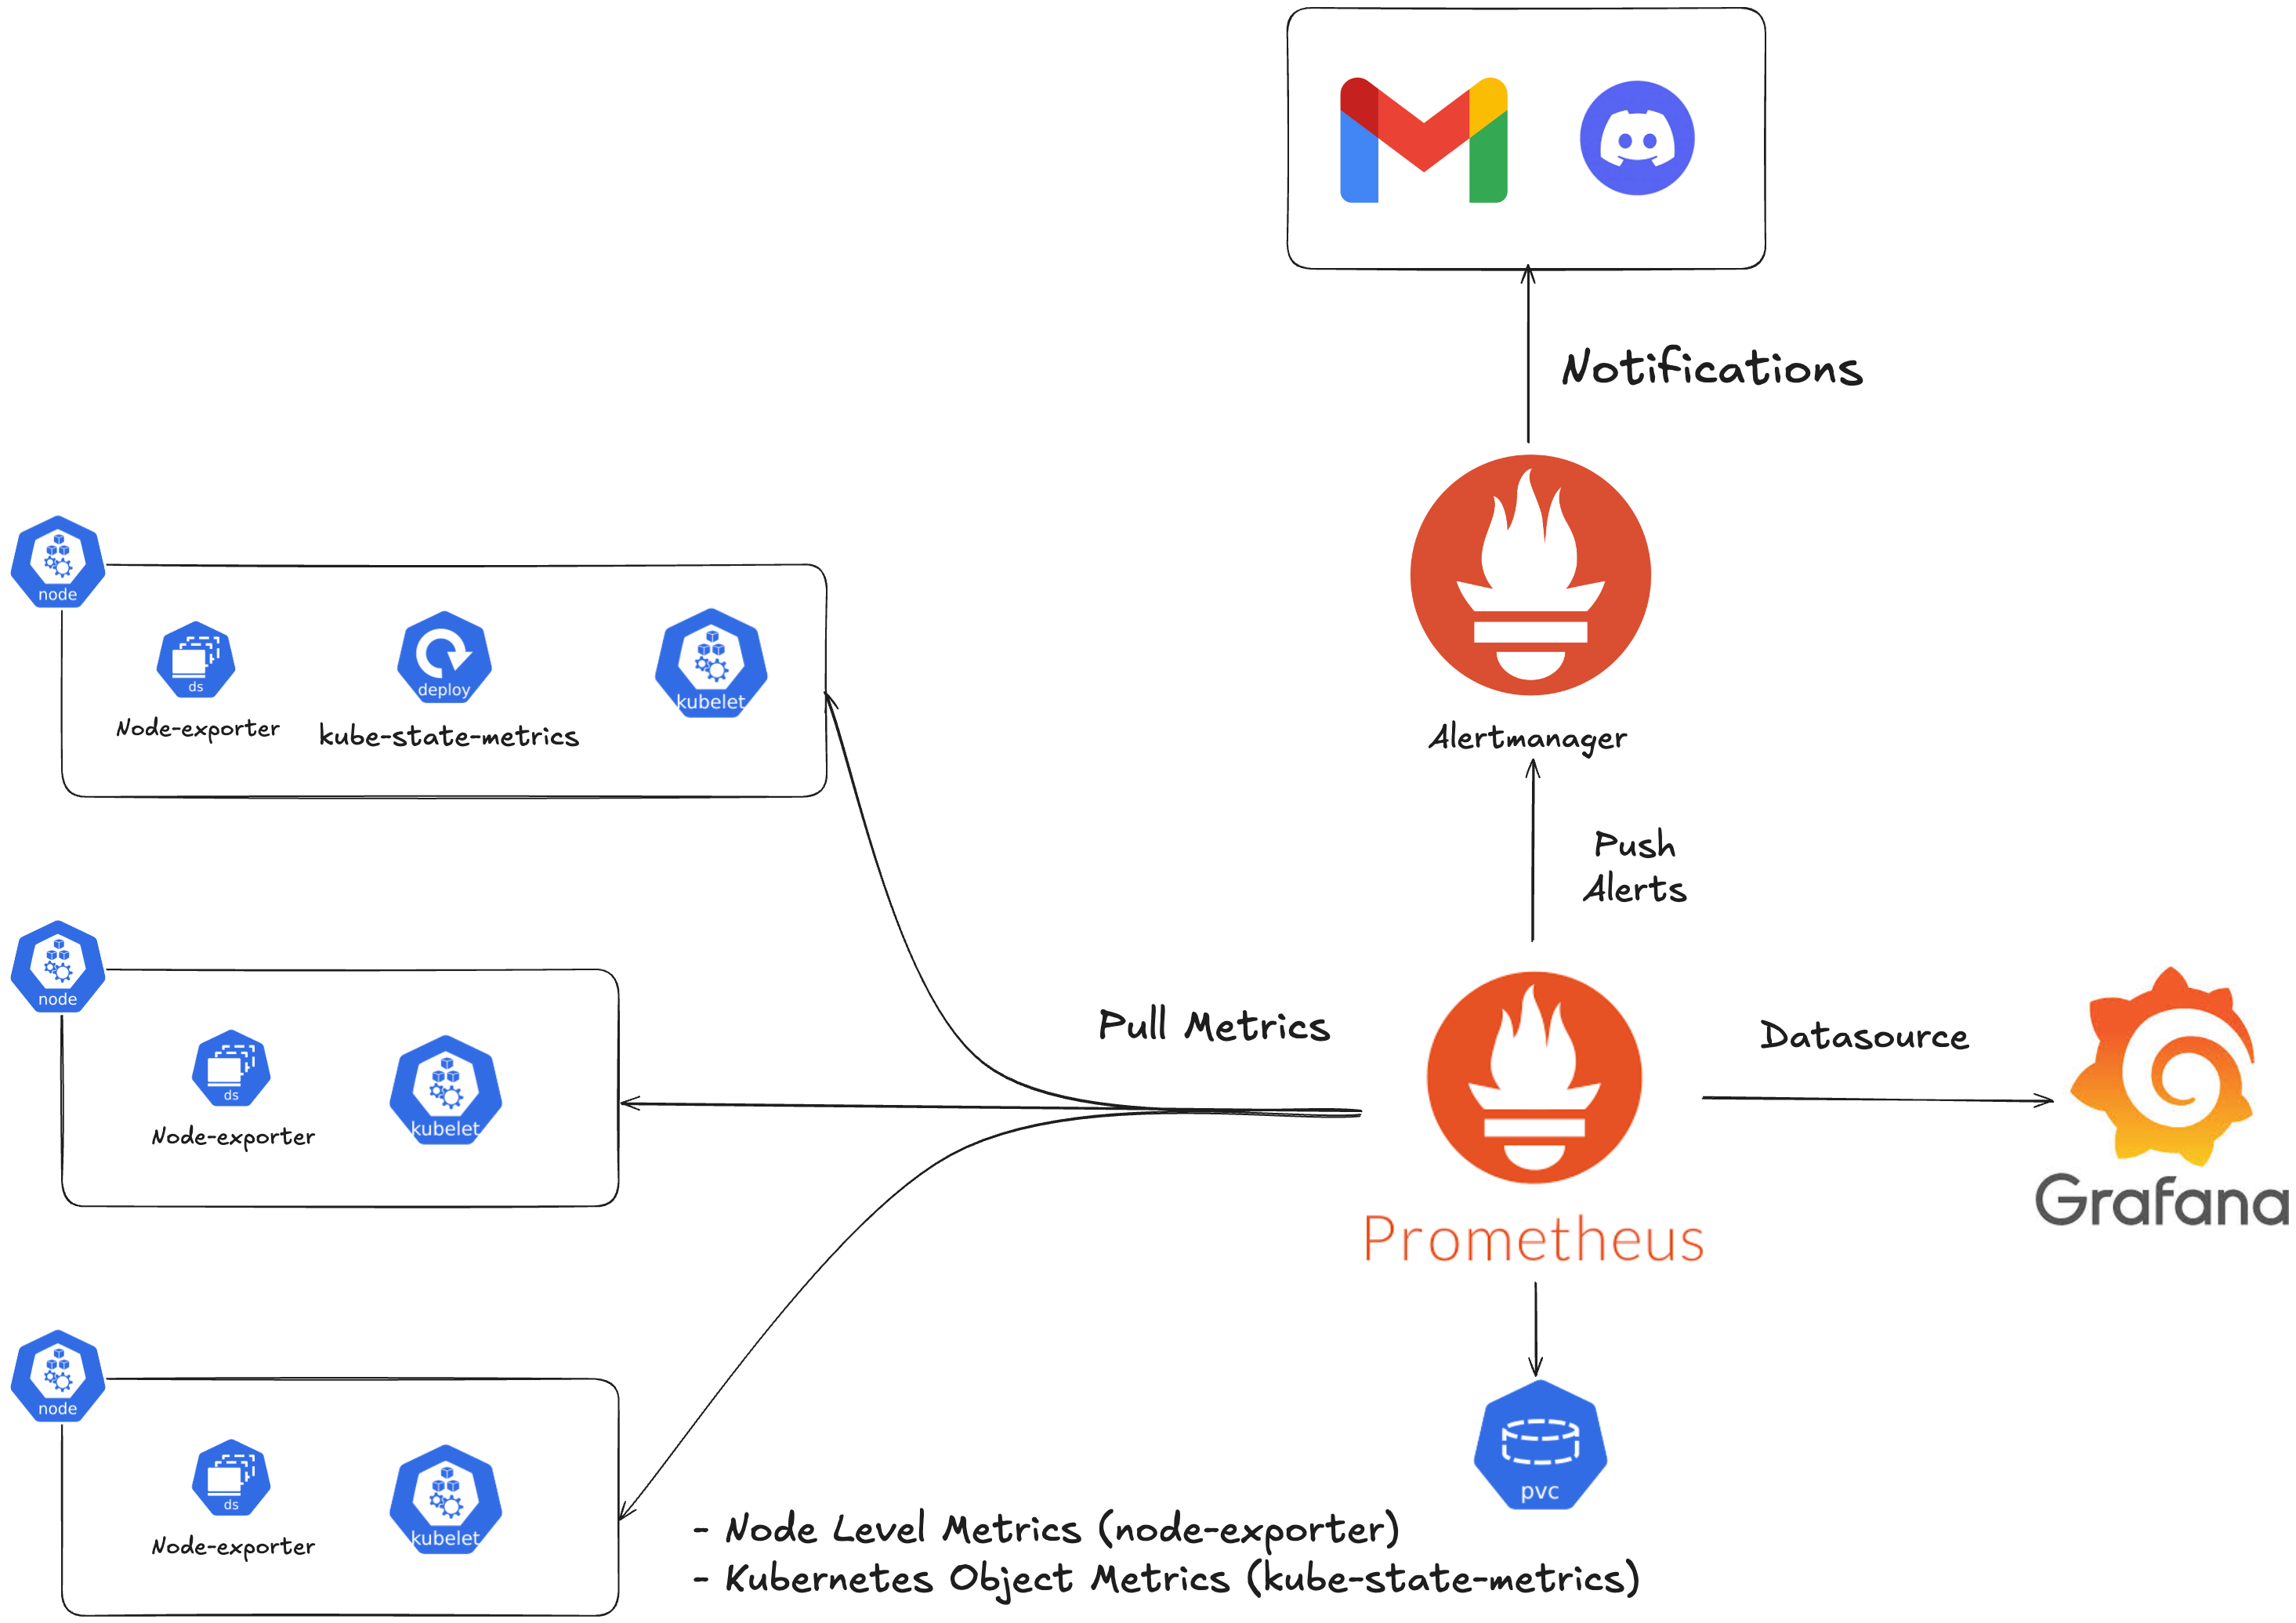 Notifications
node
ds
deploy
kubelet
Node-exporter
kube-state-metrics
Alertmanager
Push
Alerts
node
ds
kubelet
Node-exporter
Pull Metrics
Datasource
Prometheus
Grafana
node
ds
kubelet
Node-exporter
pvc
- Node Level Metrics (node-exporter)
- Kubernetes Object Metrics (kube-state-metrics)